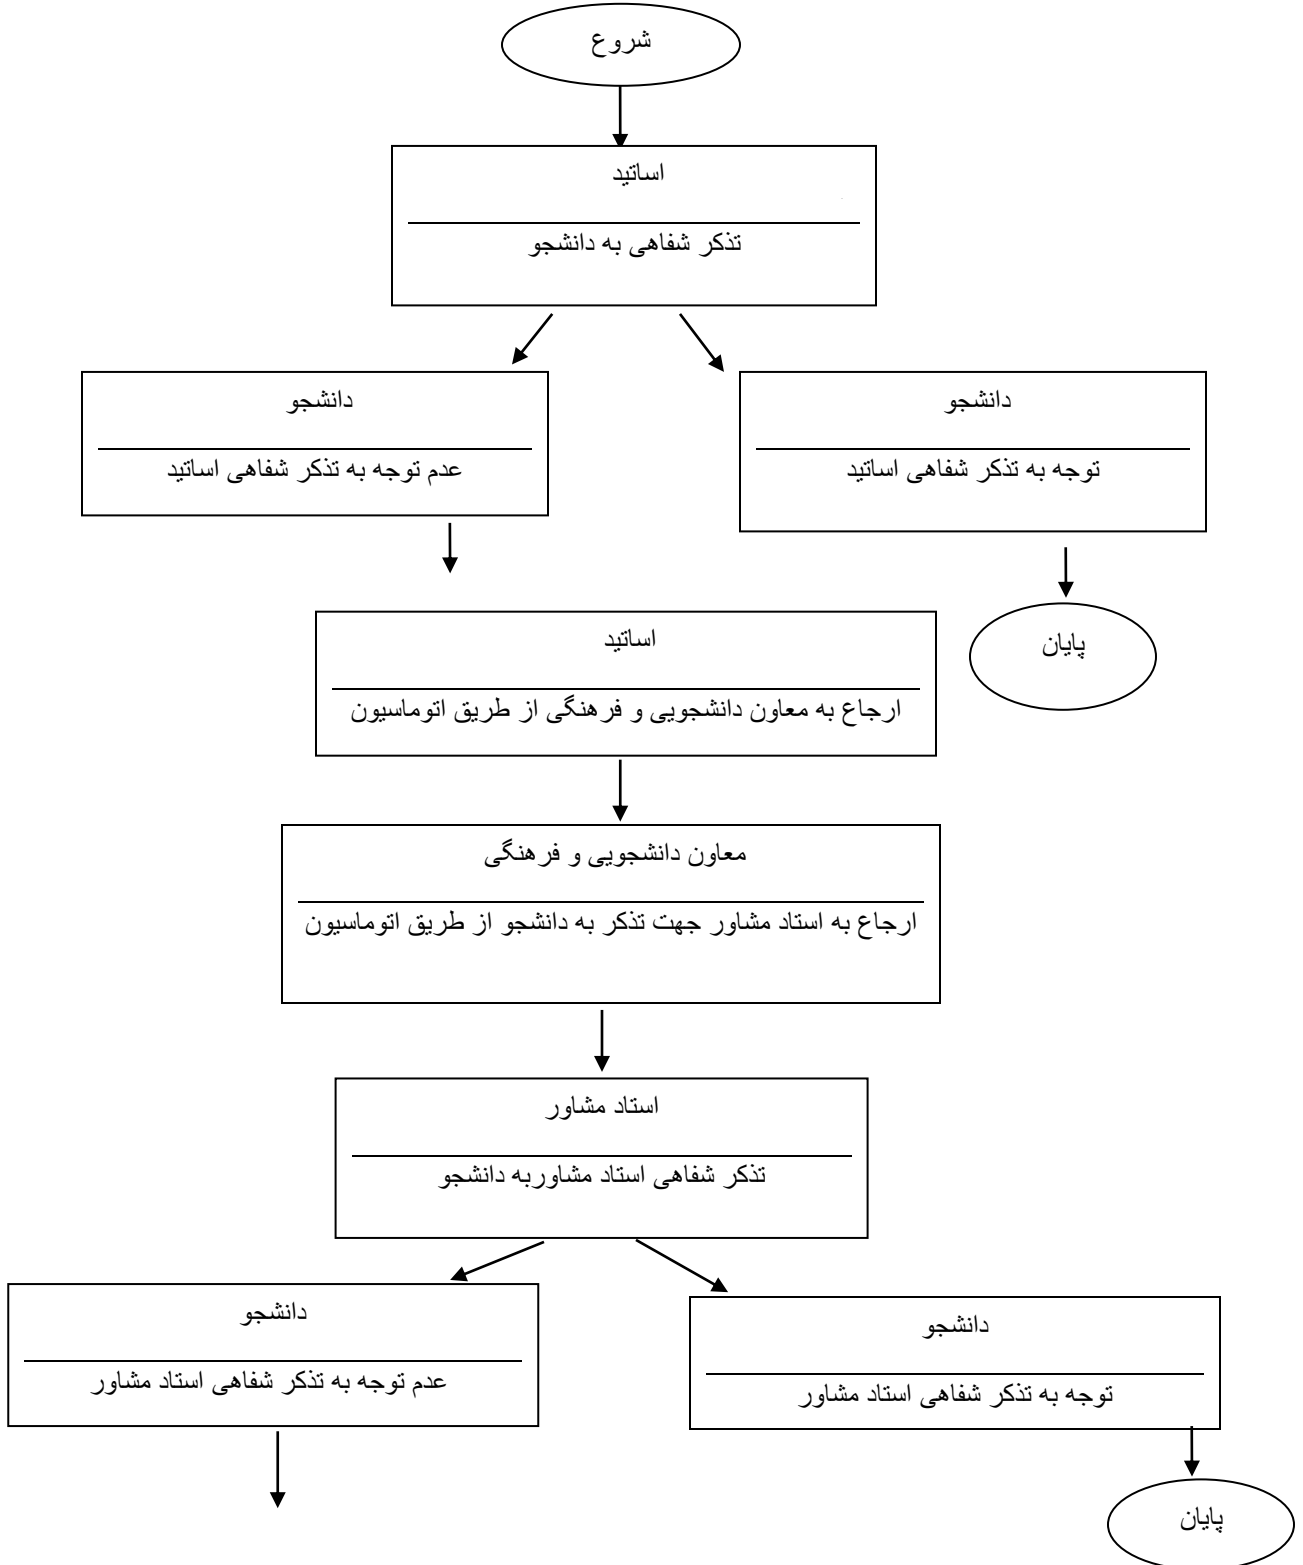 شروع
اساتید
تذکر شفاهی به دانشجو
دانشجو
توجه به تذکر شفاهی اساتید
دانشجو
عدم توجه به تذکر شفاهی اساتید
پایان
اساتید
ارجاع به معاون دانشجویی و فرهنگی از طریق اتوماسیون
معاون دانشجویی و فرهنگی
ارجاع به استاد مشاور جهت تذکر به دانشجو از طریق اتوماسیون
استاد مشاور
تذکر شفاهی استاد مشاوربه دانشجو
دانشجو
توجه به تذکر شفاهی استاد مشاور
دانشجو
عدم توجه به تذکر شفاهی استاد مشاور
پایان